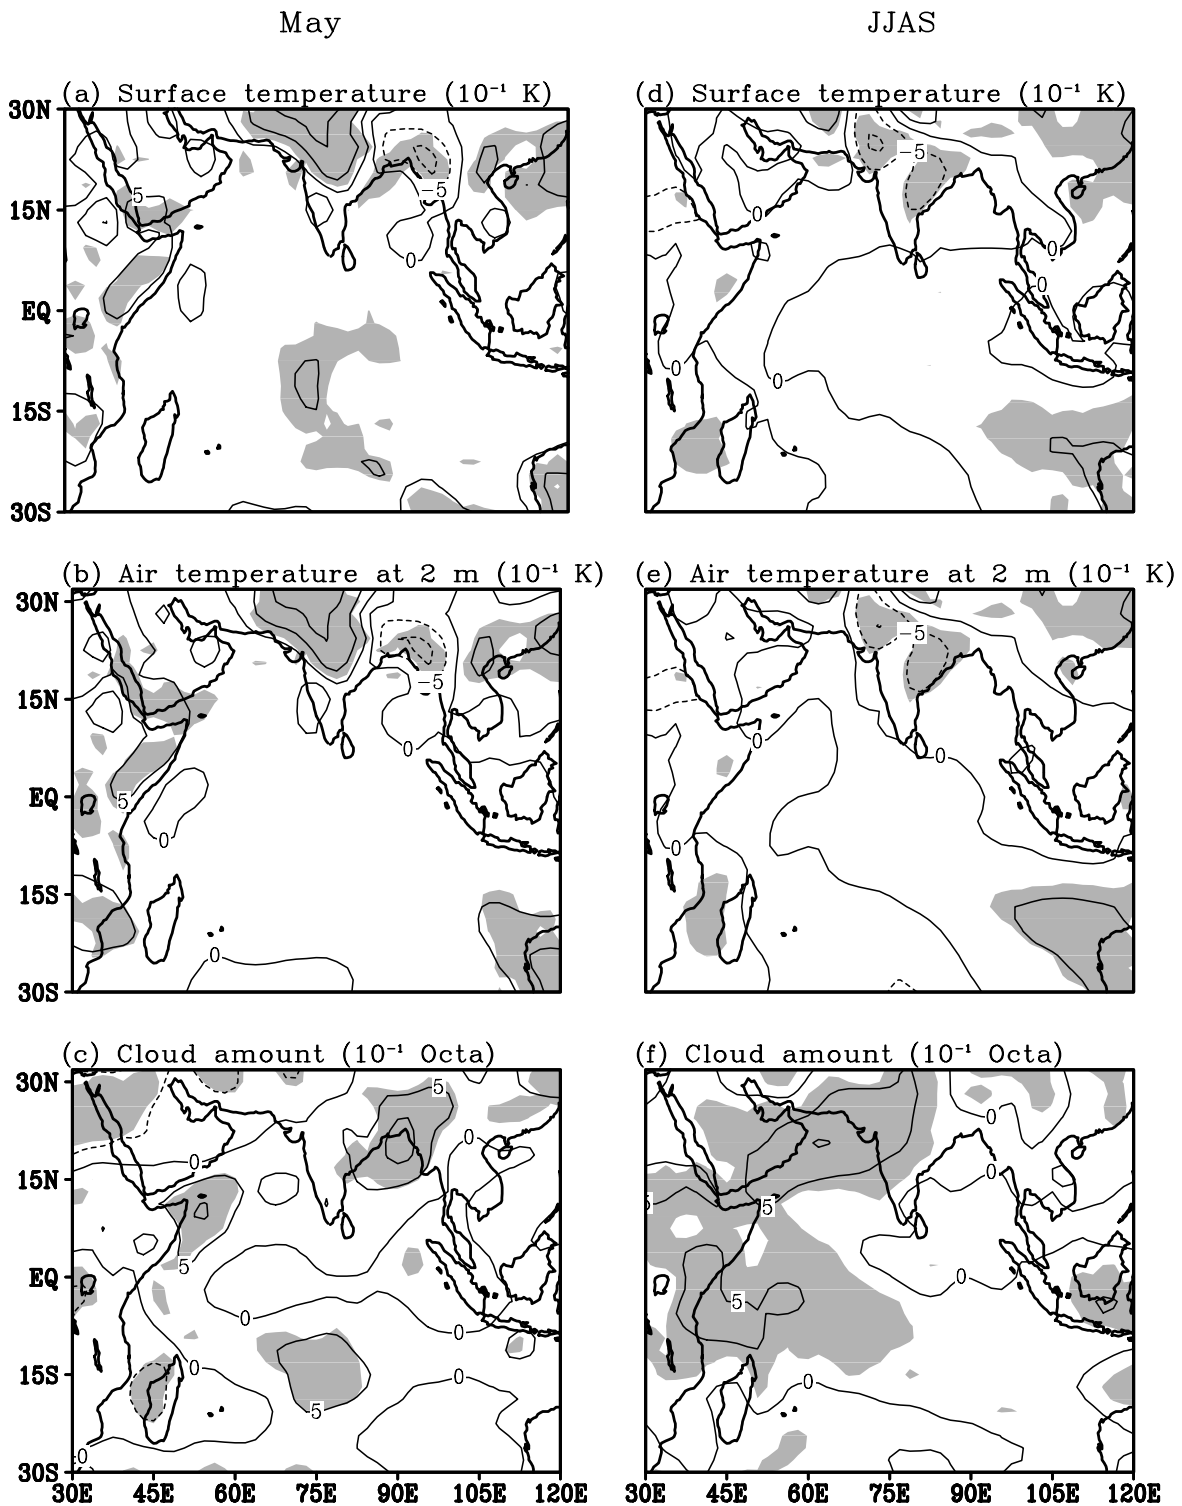 May JJAS
(a) Surface temperature (10⁻¹ K) (d) Surface temperature (10⁻¹ K)
30N
5 −5 −5
15N
0 0 0
0
EQ
0 0
15S
30S
(b) Air temperature at 2 m (10⁻¹ K) (e) Air temperature at 2 m (10⁻¹ K)
30N
−5
−5
15N
0 0 0
EQ 5
0 0
15S
0
30S
(c) Cloud amount (10⁻¹ Octa) (f) Cloud amount (10⁻¹ Octa)
30N 5
0 0
0 0
15N
5 5
5
EQ 0
5
0 0
15S 0 0 0
5
0
30S
30E 45E 60E 75E 90E 105E 120E 30E 45E 60E 75E 90E 105E 120E